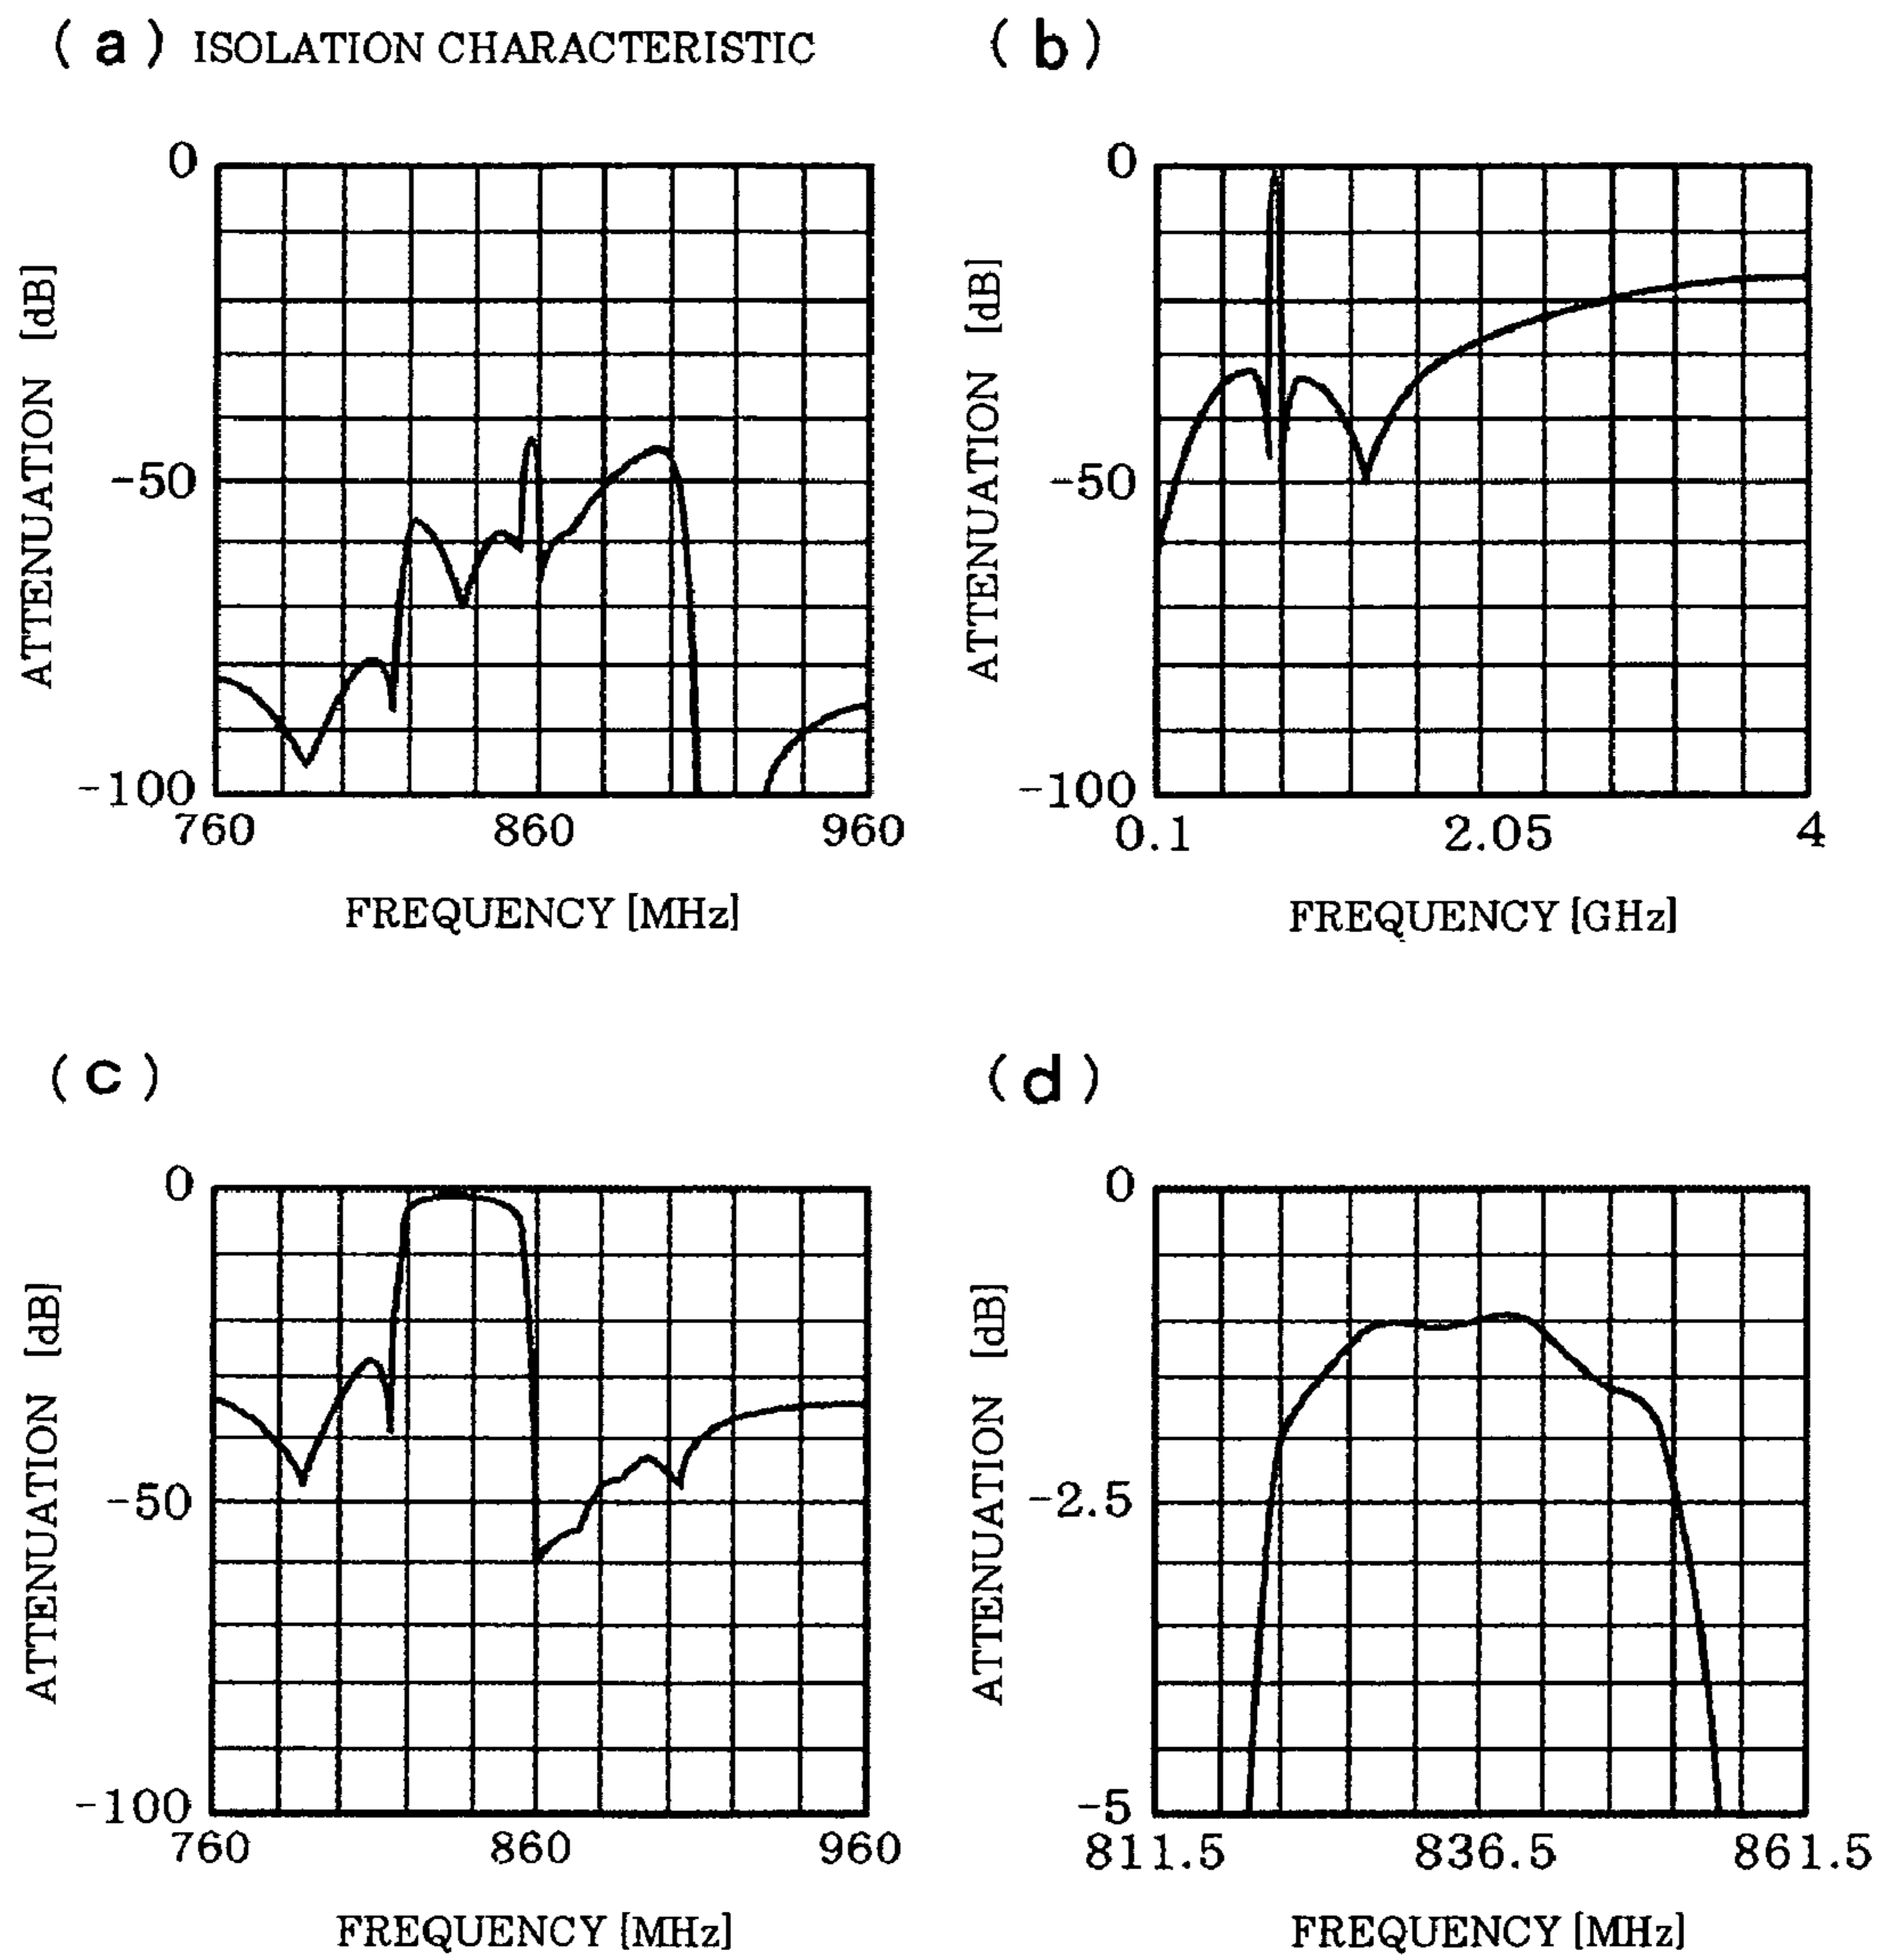 (a) ISOLATION CHARACTERISTIC
0
-50
-100
ATTENUATION [dB]
760 860 960
FREQUENCY [MHz]
(b)
0
-50
-100
ATTENUATION [dB]
0.1 2.05 4
FREQUENCY [GHz]
(c)
0
-50
-100
ATTENUATION [dB]
760 860 960
FREQUENCY [MHz]
(d)
0
-2.5
-5
ATTENUATION [dB]
811.5 836.5 861.5
FREQUENCY [MHz]